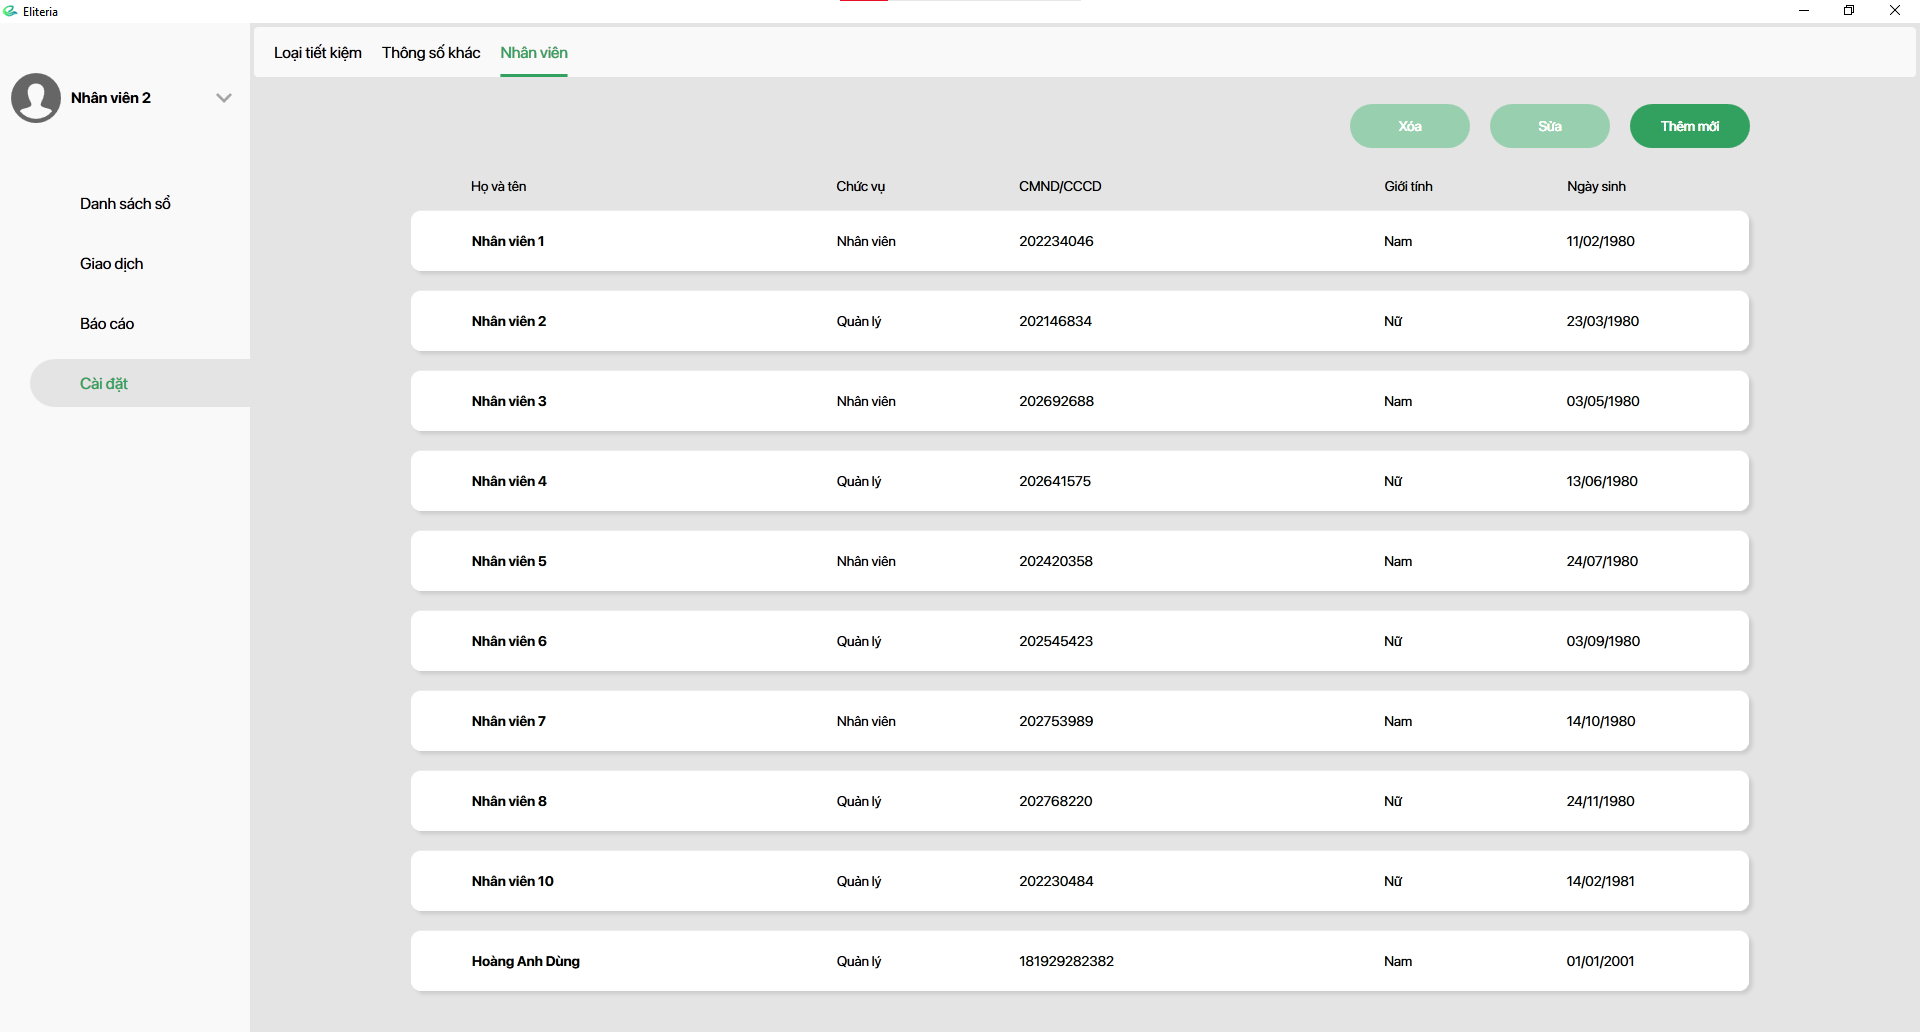 Eliteria
Loại tiết kiệm Thông số khác Nhân viên
Nhân viên 2
Xóa Sửa Thêm mới
Danh sách sổ
Giao dịch
Báo cáo
Cài đặt
Họ và tên Chức vụ CMND/CCCD Giới tính Ngày sinh
Nhân viên 1 Nhân viên 202234046 Nam 11/02/1980
Nhân viên 2 Quản lý 202146834 Nữ 23/03/1980
Nhân viên 3 Nhân viên 202692688 Nam 03/05/1980
Nhân viên 4 Quản lý 202641575 Nữ 13/06/1980
Nhân viên 5 Nhân viên 202420358 Nam 24/07/1980
Nhân viên 6 Quản lý 202545423 Nữ 03/09/1980
Nhân viên 7 Nhân viên 202753989 Nam 14/10/1980
Nhân viên 8 Quản lý 202768220 Nữ 24/11/1980
Nhân viên 10 Quản lý 202230484 Nữ 14/02/1981
Hoàng Anh Dùng Quản lý 181929282382 Nam 01/01/2001